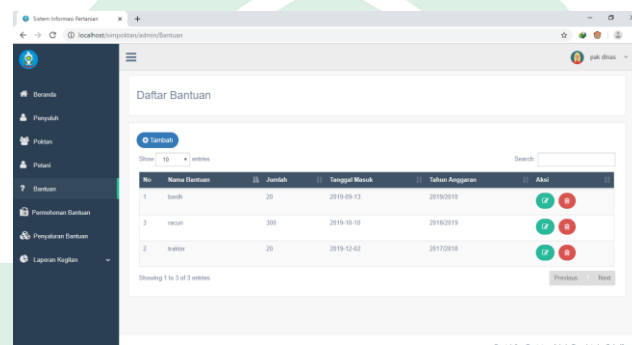 Sistem Informasi Pertanian
localhost/simpoktan/admin/Bantuan
pak dinas
Beranda
Daftar Bantuan
Penyuluh
Poktan
Tambah
Petani
Show 10 entries
Search
Bantuan
No Nama Bantuan Jumlah Tanggal Masuk Tahun Anggaran Aksi
1 benih 20 2019-09-13 2019/2018
Permohonan Bantuan
3 racun 300 2019-10-10 2018/2019
Penyaluran Bantuan
2 traktor 20 2019-12-02 2017/2018
Laporan Kegitan
Showing 1 to 3 of 3 entries
Previous Next